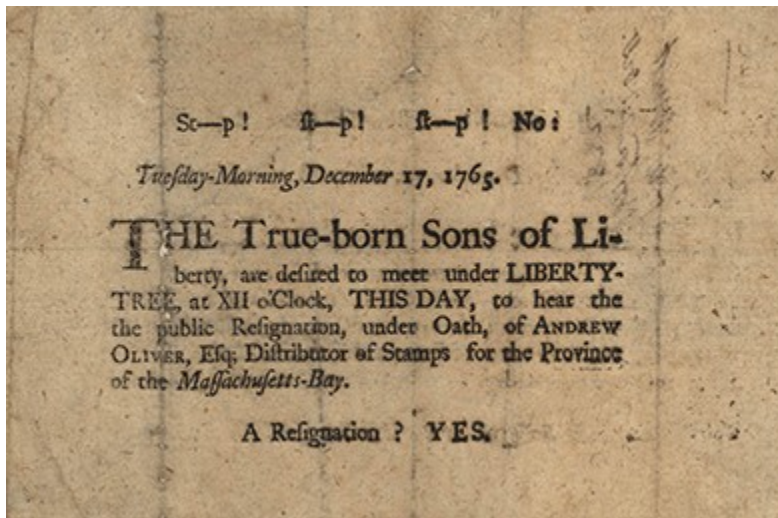 St—p! ſt—p! ſt—p! No:
Tueſday-Morning, December 17, 1765.
THE True-born Sons of Li-
berty, are deſired to meet under LIBERTY-
TREE, at XII o'Clock, THIS DAY, to hear the
the public Reſignation, under Oath, of ANDREW
OLIVER, Eſq; Diſtributor of Stamps for the Province
of the Maſſachuſetts-Bay.
A Reſignation ? YES.